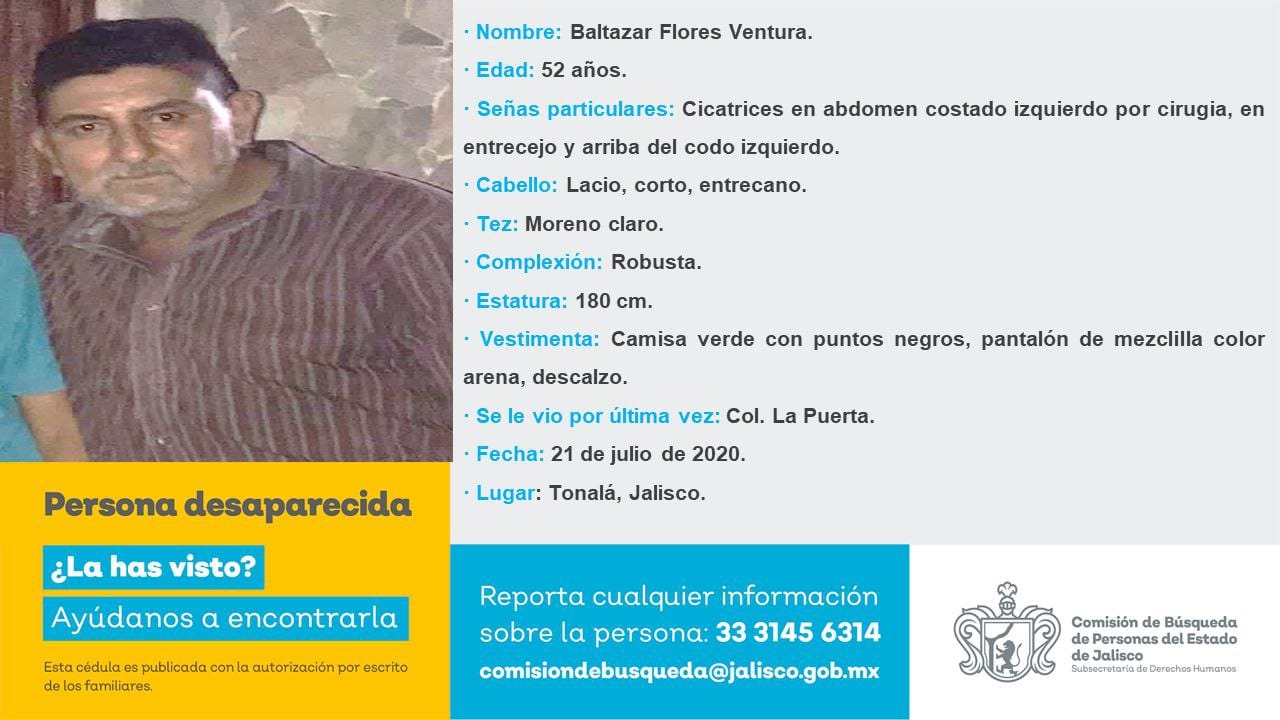 · Nombre: Baltazar Flores Ventura.
· Edad: 52 años.
· Señas particulares: Cicatrices en abdomen costado izquierdo por cirugia, en
entrecejo y arriba del codo izquierdo.
· Cabello: Lacio, corto, entrecano.
· Tez: Moreno claro.
· Complexión: Robusta.
· Estatura: 180 cm.
· Vestimenta: Camisa verde con puntos negros, pantalón de mezclilla color
arena, descalzo.
· Se le vio por última vez: Col. La Puerta.
· Fecha: 21 de julio de 2020.
· Lugar: Tonalá, Jalisco.
Persona desaparecida
¿La has visto?
Ayúdanos a encontrarla
Esta cédula es publicada con la autorización por escrito
de los familiares.
Reporta cualquier información
sobre la persona: 33 3145 6314
comisiondebusqueda@jalisco.gob.mx
Comisión de Búsqueda
de Personas del Estado
de Jalisco
Subsecretaría de Derechos Humanos